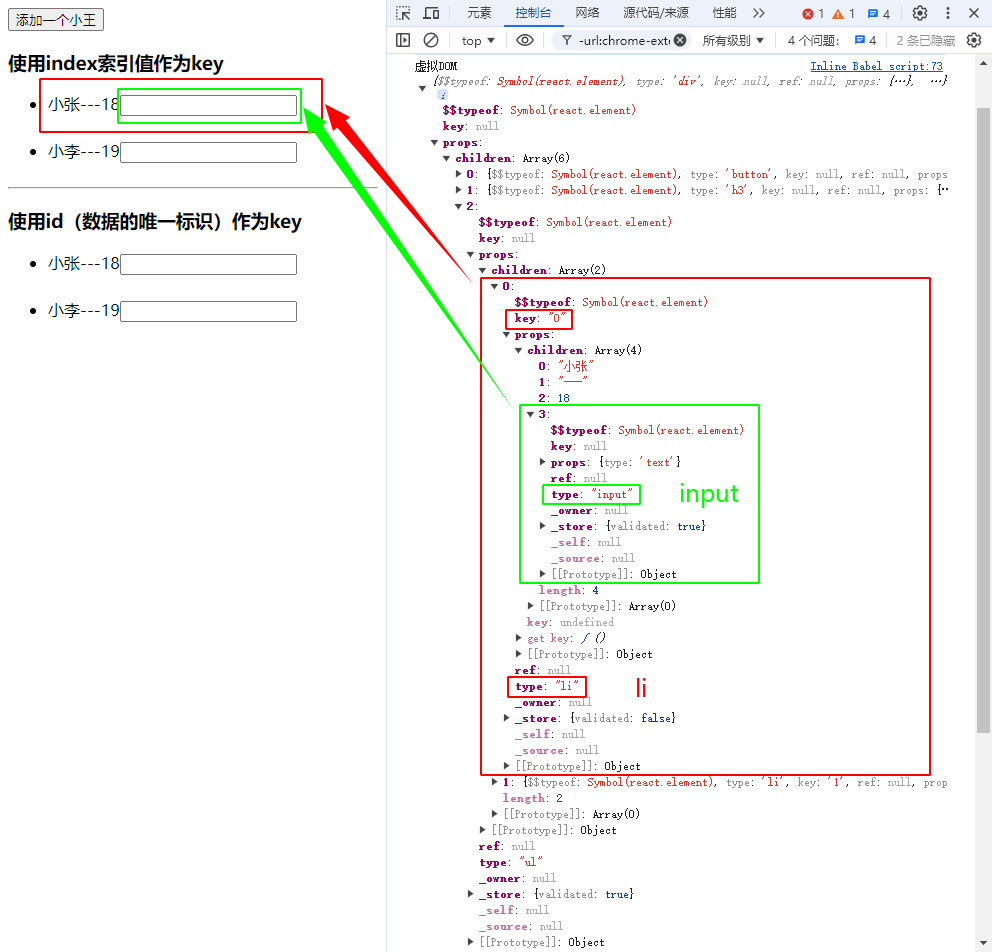 添加一个小王
使用index索引值作为key
小张---18
小李---19
使用id（数据的唯一标识）作为key
小张---18
小李---19
元素 控制台 网络 源代码/来源 性能 1 1 4
top -url:chrome-exte 所有级别 4 个问题: 4 2 条已隐藏
虚拟DOM Inline Babel script:73
{$$typeof: Symbol(react.element), type: 'div', key: null, ref: null, props: {…}, …}
i
$$typeof: Symbol(react.element)
key: null
props:
children: Array(6)
0: {$$typeof: Symbol(react.element), type: 'button', key: null, ref: null, props
1: {$$typeof: Symbol(react.element), type: 'h3', key: null, ref: null, props: {…
2:
$$typeof: Symbol(react.element)
key: null
props:
children: Array(2)
0:
$$typeof: Symbol(react.element)
key: "0"
props:
children: Array(4)
0: "小张"
1: "---"
2: 18
3:
$$typeof: Symbol(react.element)
key: null
props: {type: 'text'}
ref: null
type: "input" input
_owner: null
_store: {validated: true}
_self: null
_source: null
[[Prototype]]: Object
length: 4
[[Prototype]]: Array(0)
key: undefined
get key: ƒ ()
[[Prototype]]: Object
ref: null
type: "li" li
_owner: null
_store: {validated: false}
_self: null
_source: null
[[Prototype]]: Object
1: {$$typeof: Symbol(react.element), type: 'li', key: '1', ref: null, prop
length: 2
[[Prototype]]: Array(0)
[[Prototype]]: Object
ref: null
type: "ul"
_owner: null
_store: {validated: true}
_self: null
_source: null
[[Prototype]]: Object